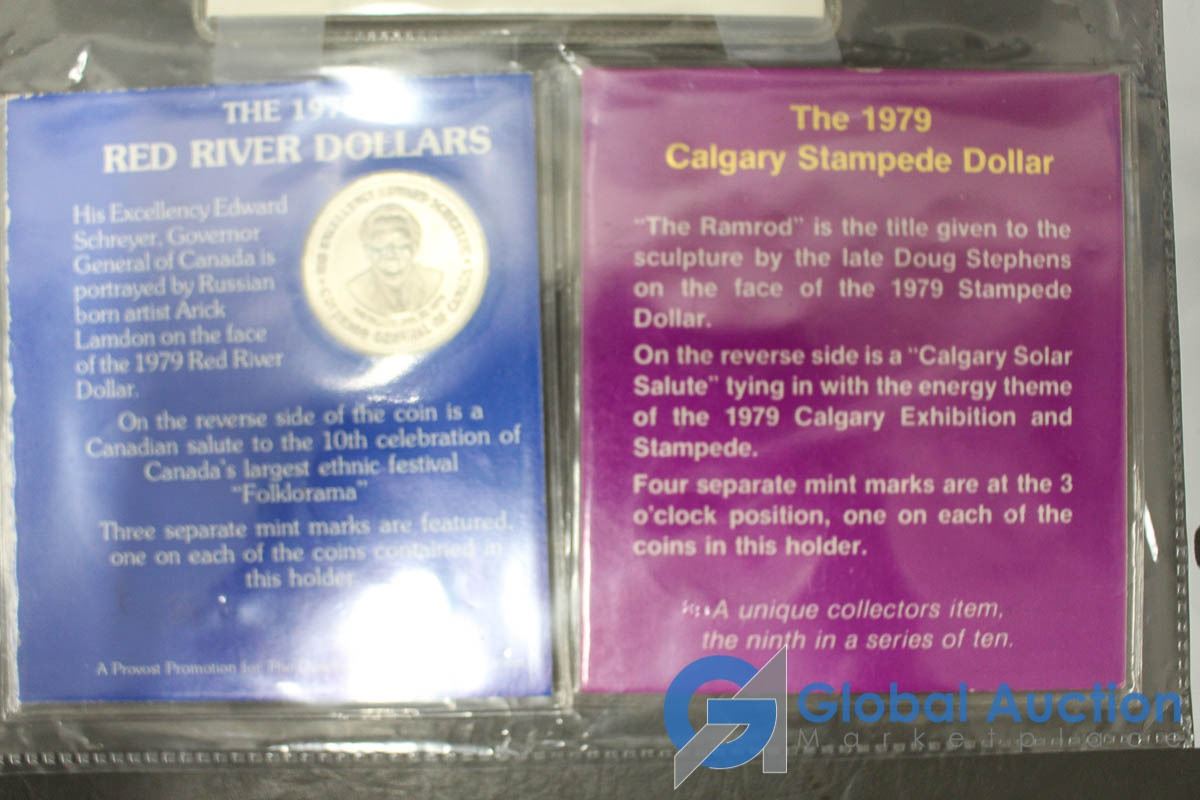 THE
RED RIVER DOLLARS
His Excellency Edward
Schreyer, Governor
General of Canada is
portrayed by Russian
born artist Arick
Lamdon on the face
of the 1979 Red River
Dollar.
On the reverse side of the coin is a
Canadian salute to the 10th celebration of
Canada's largest ethnic festival
"Folklorama"
Three separate mint marks are featured,
one on each of the coins contained in
this holder.
A Provost Promotion for The
The 1979
Calgary Stampede Dollar
"The Ramrod" is the title given to the
sculpture by the late Doug Stephens
on the face of the 1979 Stampede
Dollar.
On the reverse side is a "Calgary Solar
Salute" tying in with the energy theme
of the 1979 Calgary Exhibition and
Stampede.
Four separate mint marks are at the 3
o'clock position, one on each of the
coins in this holder.
A unique collectors item,
the ninth in a series of ten.
Global Auction
Marketplace